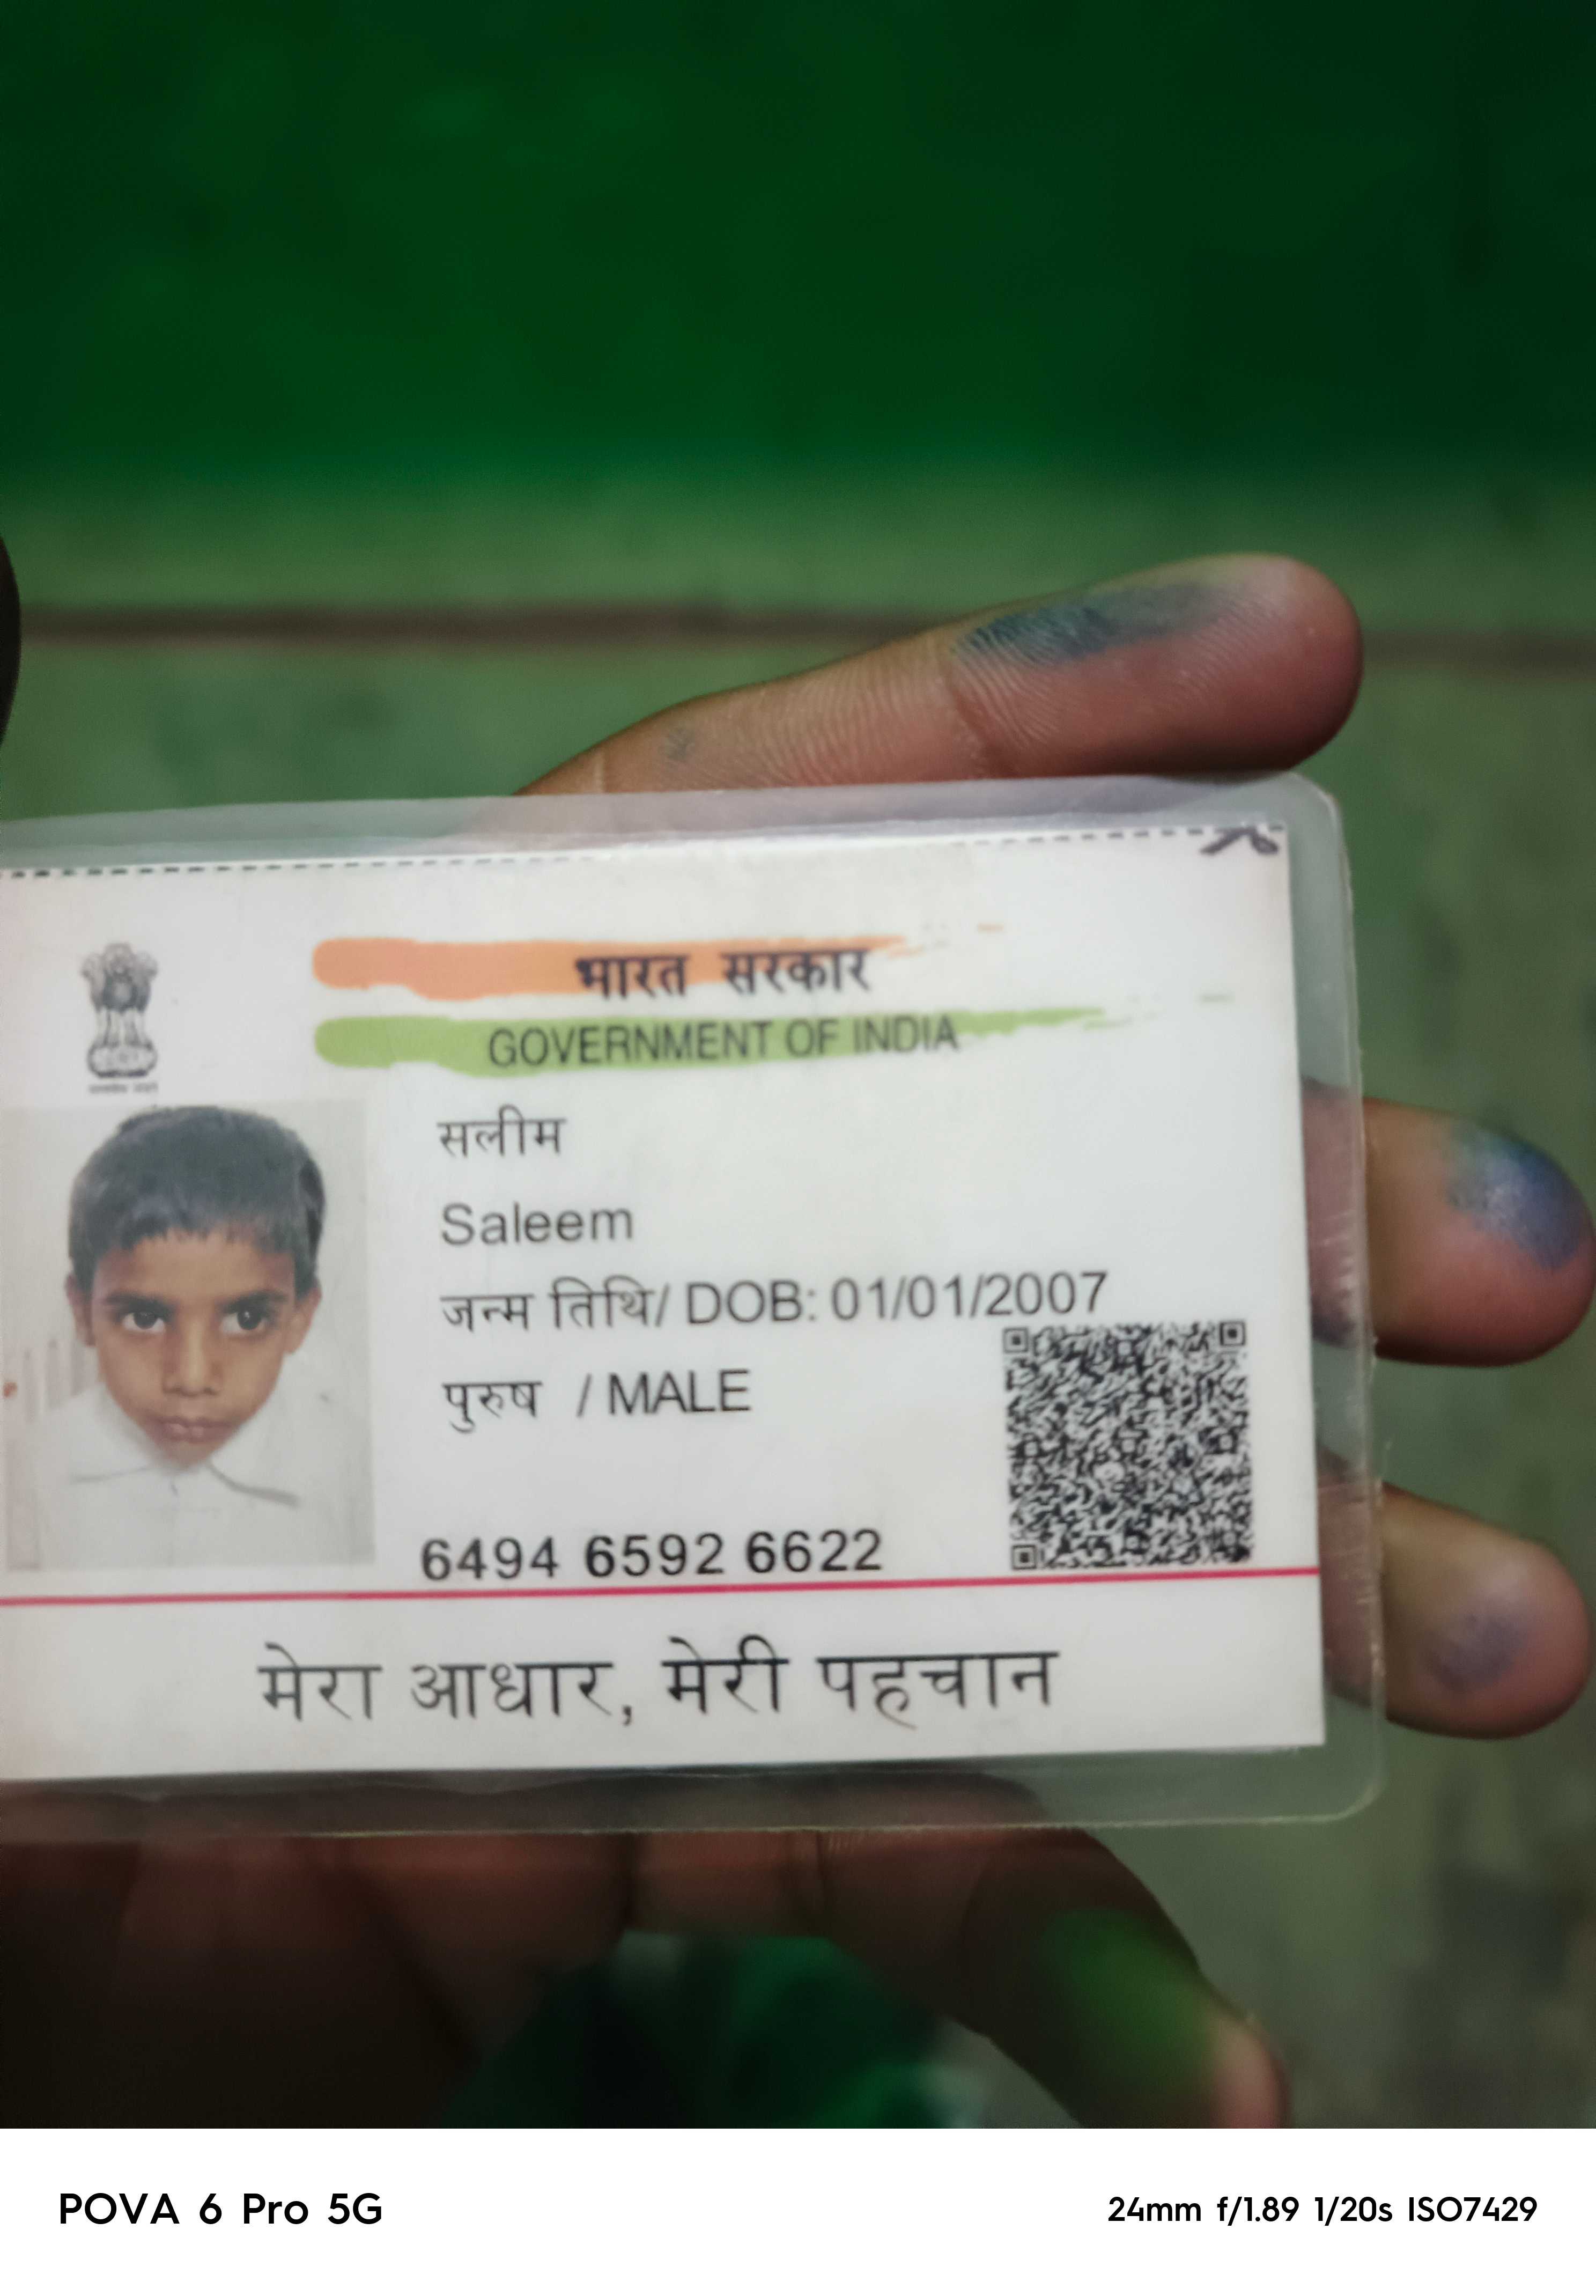 भारत सरकार
GOVERNMENT OF INDIA
सलीम
Saleem
जन्म तिथि/ DOB: 01/01/2007
पुरुष / MALE
6494 6592 6622
मेरा आधार, मेरी पहचान
POVA 6 Pro 5G
24mm f/1.89 1/20s ISO7429